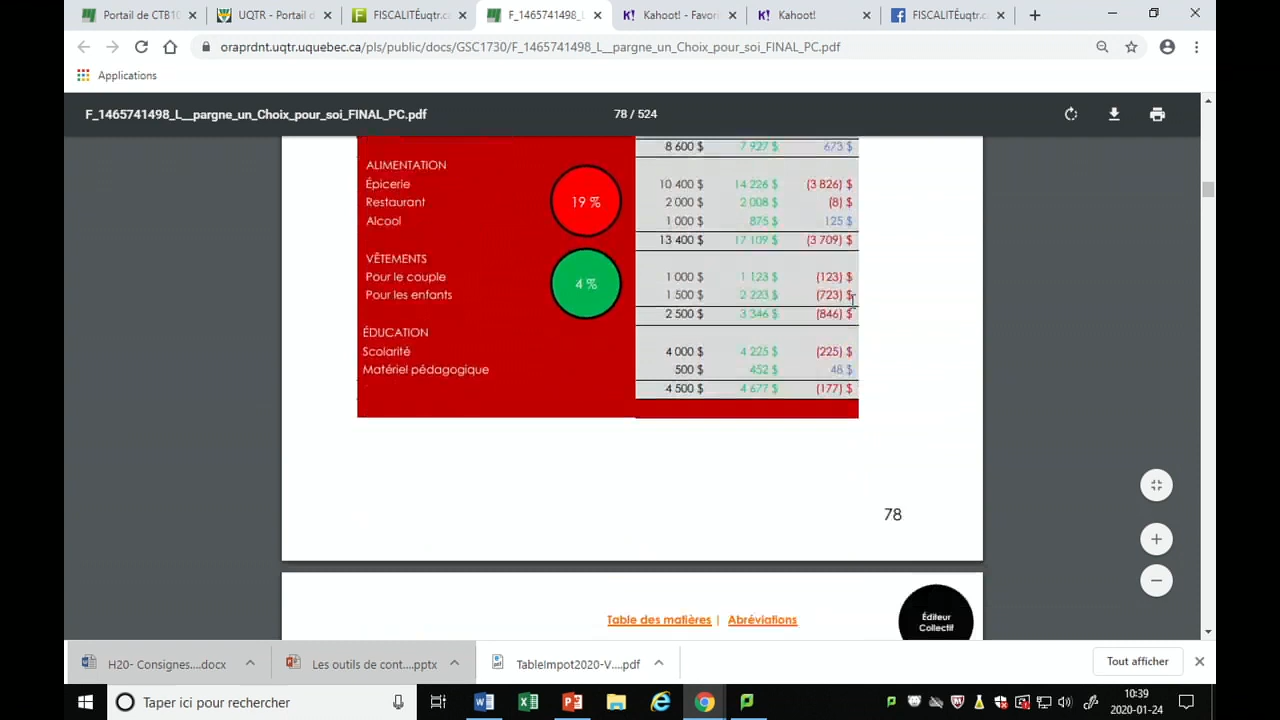 Portail de CTB10
UQTR - Portail d
FISCALITÉuqtr.c
F_1465741498_L
Kahoot! - Favori
Kahoot!
FISCALITÉuqtr.c
oraprdnt.uqtr.uquebec.ca/pls/public/docs/GSC1730/F_1465741498_L__pargne_un_Choix_pour_soi_FINAL_PC.pdf
Applications
F_1465741498_L__pargne_un_Choix_pour_soi_FINAL_PC.pdf 78 / 524
8 600 $ 7 927 $ 673 $
ALIMENTATION
Épicerie 10 400 $ 14 226 $ (3 826) $
19 %
Restaurant 2 000 $ 2 008 $ (8) $
Alcool 1 000 $ 875 $ 125 $
13 400 $ 17 109 $ (3 709) $
VÊTEMENTS
Pour le couple 1 000 $ 1 123 $ (123) $
4 %
Pour les enfants 1 500 $ 2 223 $ (723) $
2 500 $ 3 346 $ (846) $
ÉDUCATION
Scolarité 4 000 $ 4 225 $ (225) $
Matériel pédagogique 500 $ 452 $ 48 $
4 500 $ 4 677 $ (177) $
78
Table des matières | Abréviations
Éditeur
Collectif
H20- Consignes....docx
Les outils de cont....pptx
TableImpot2020-V....pdf
Tout afficher
Taper ici pour rechercher
10:39
2020-01-24